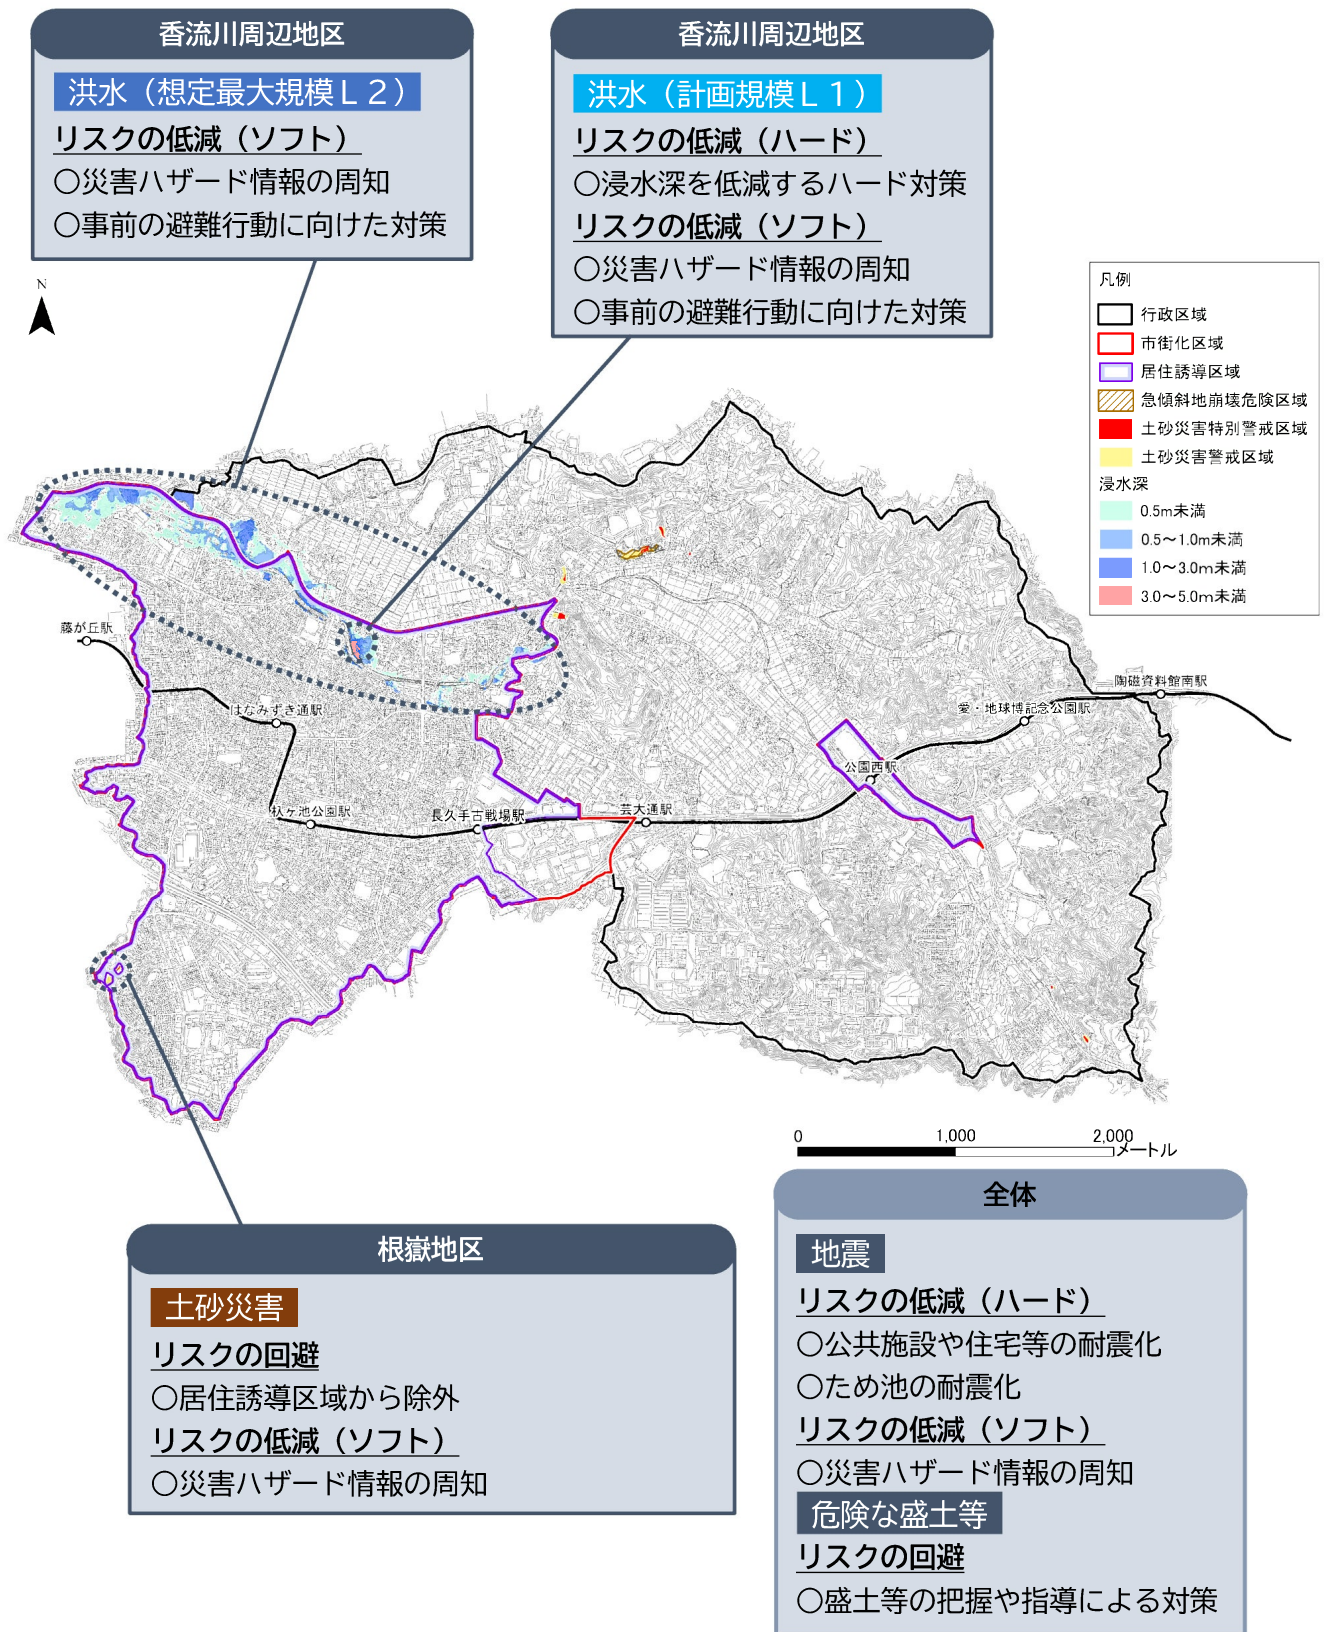 香流川周辺地区
洪水（想定最大規模Ｌ２）
リスクの低減（ソフト）
○災害ハザード情報の周知
○事前の避難行動に向けた対策
香流川周辺地区
洪水（計画規模Ｌ１）
リスクの低減（ハード）
○浸水深を低減するハード対策
リスクの低減（ソフト）
○災害ハザード情報の周知
○事前の避難行動に向けた対策
N
凡例
行政区域
市街化区域
居住誘導区域
急傾斜地崩壊危険区域
土砂災害特別警戒区域
土砂災害警戒区域
浸水深
0.5m未満
0.5～1.0m未満
1.0～3.0m未満
3.0～5.0m未満
藤が丘駅
はなみずき通駅
杁ヶ池公園駅
長久手古戦場駅
芸大通駅
公園西駅
愛・地球博記念公園駅
陶磁資料館南駅
0 1,000 2,000
メートル
根嶽地区
土砂災害
リスクの回避
○居住誘導区域から除外
リスクの低減（ソフト）
○災害ハザード情報の周知
全体
地震
リスクの低減（ハード）
○公共施設や住宅等の耐震化
○ため池の耐震化
リスクの低減（ソフト）
○災害ハザード情報の周知
危険な盛土等
リスクの回避
○盛土等の把握や指導による対策